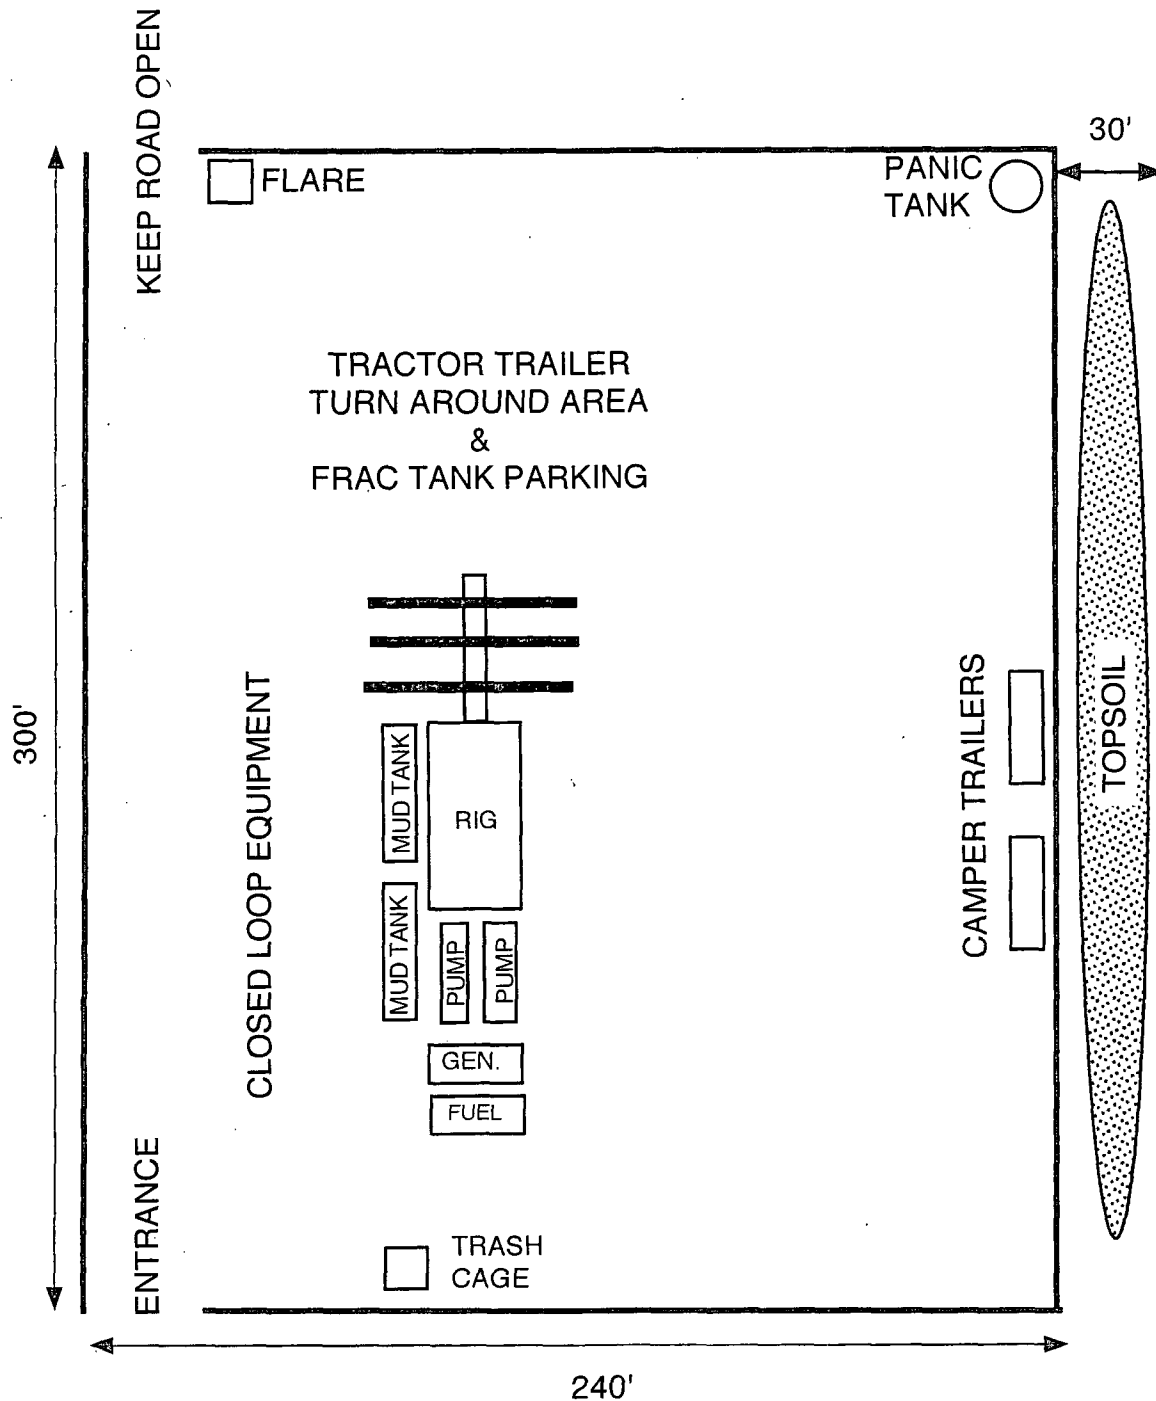 KEEP ROAD OPEN
30'
FLARE
PANIC
TANK
TRACTOR TRAILER
TURN AROUND AREA
&
FRAC TANK PARKING
300'
CLOSED LOOP EQUIPMENT
MUD TANK
RIG
MUD TANK
PUMP
PUMP
GEN.
FUEL
CAMPER TRAILERS
TOPSOIL
ENTRANCE
TRASH
CAGE
240'